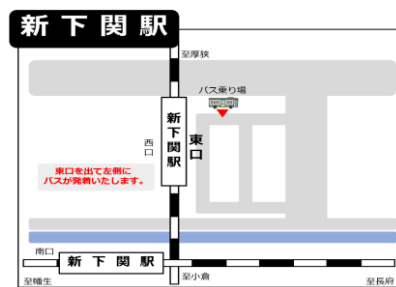 新下関駅
至厚狭
バス乗り場
新下関駅
東口
西口
東口を出て左側に
バスが発着いたします。
南口
新下関駅
至幡生
至小倉
至長府